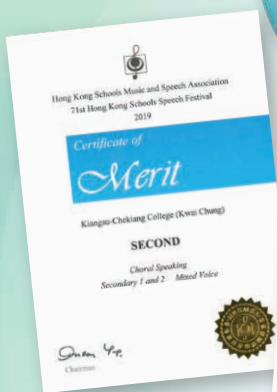 Hong Kong Schools Music and Speech Association
71st Hong Kong Schools Speech Festival
2019
Certificate of
Merit
Kiangsu-Chekiang College (Kwai Chung)
SECOND
Choral Speaking
Secondary 1 and 2 Mixed Voice
Chairman